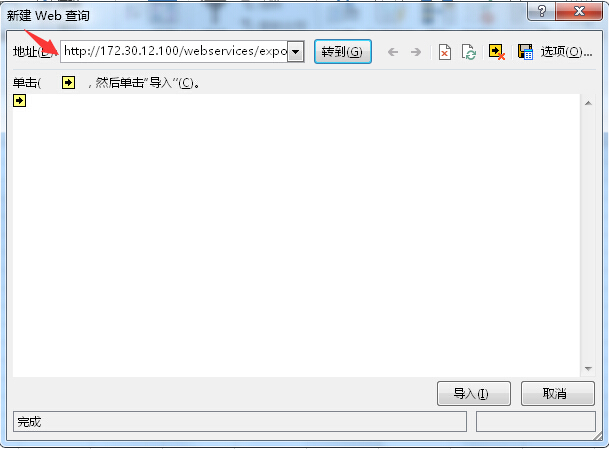 新建 Web 查询
地址(D): http://172.30.12.100/webservices/expo 转到(G) 选项(O)...
单击( ，然后单击“导入”(C)。
导入(I) 取消
完成